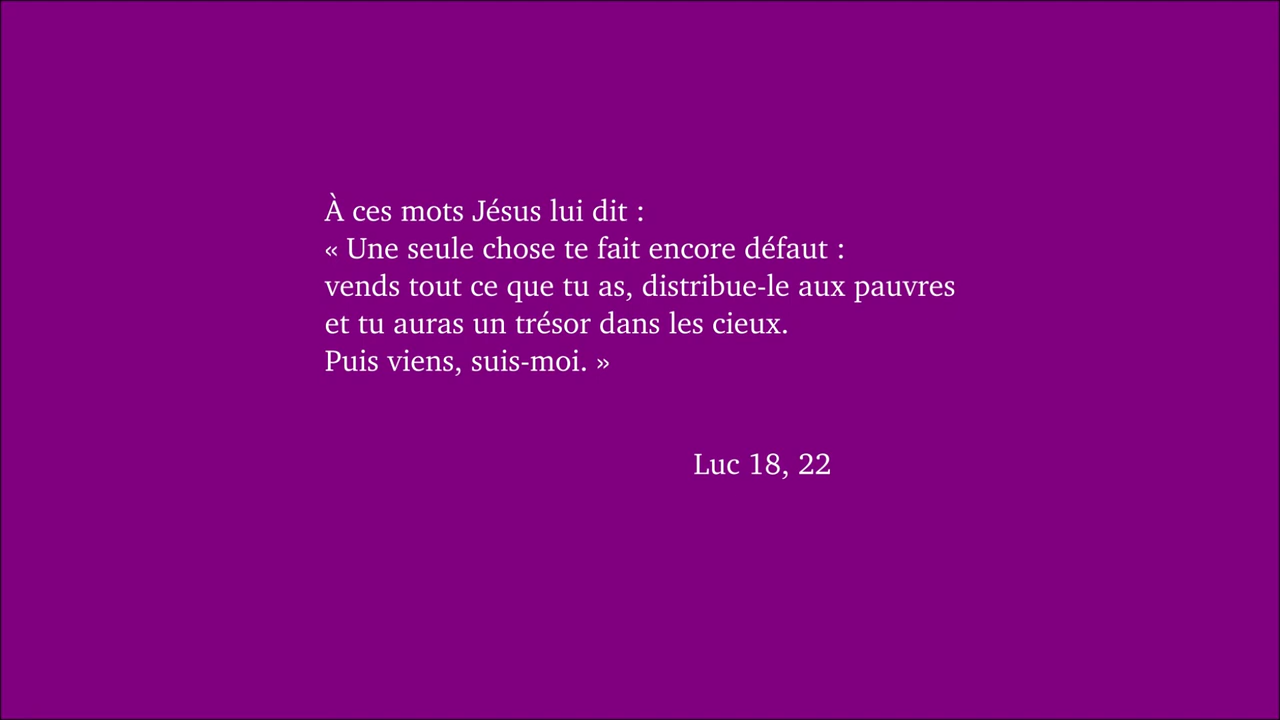 À ces mots Jésus lui dit :
« Une seule chose te fait encore défaut :
vends tout ce que tu as, distribue-le aux pauvres
et tu auras un trésor dans les cieux.
Puis viens, suis-moi. »
Luc 18, 22